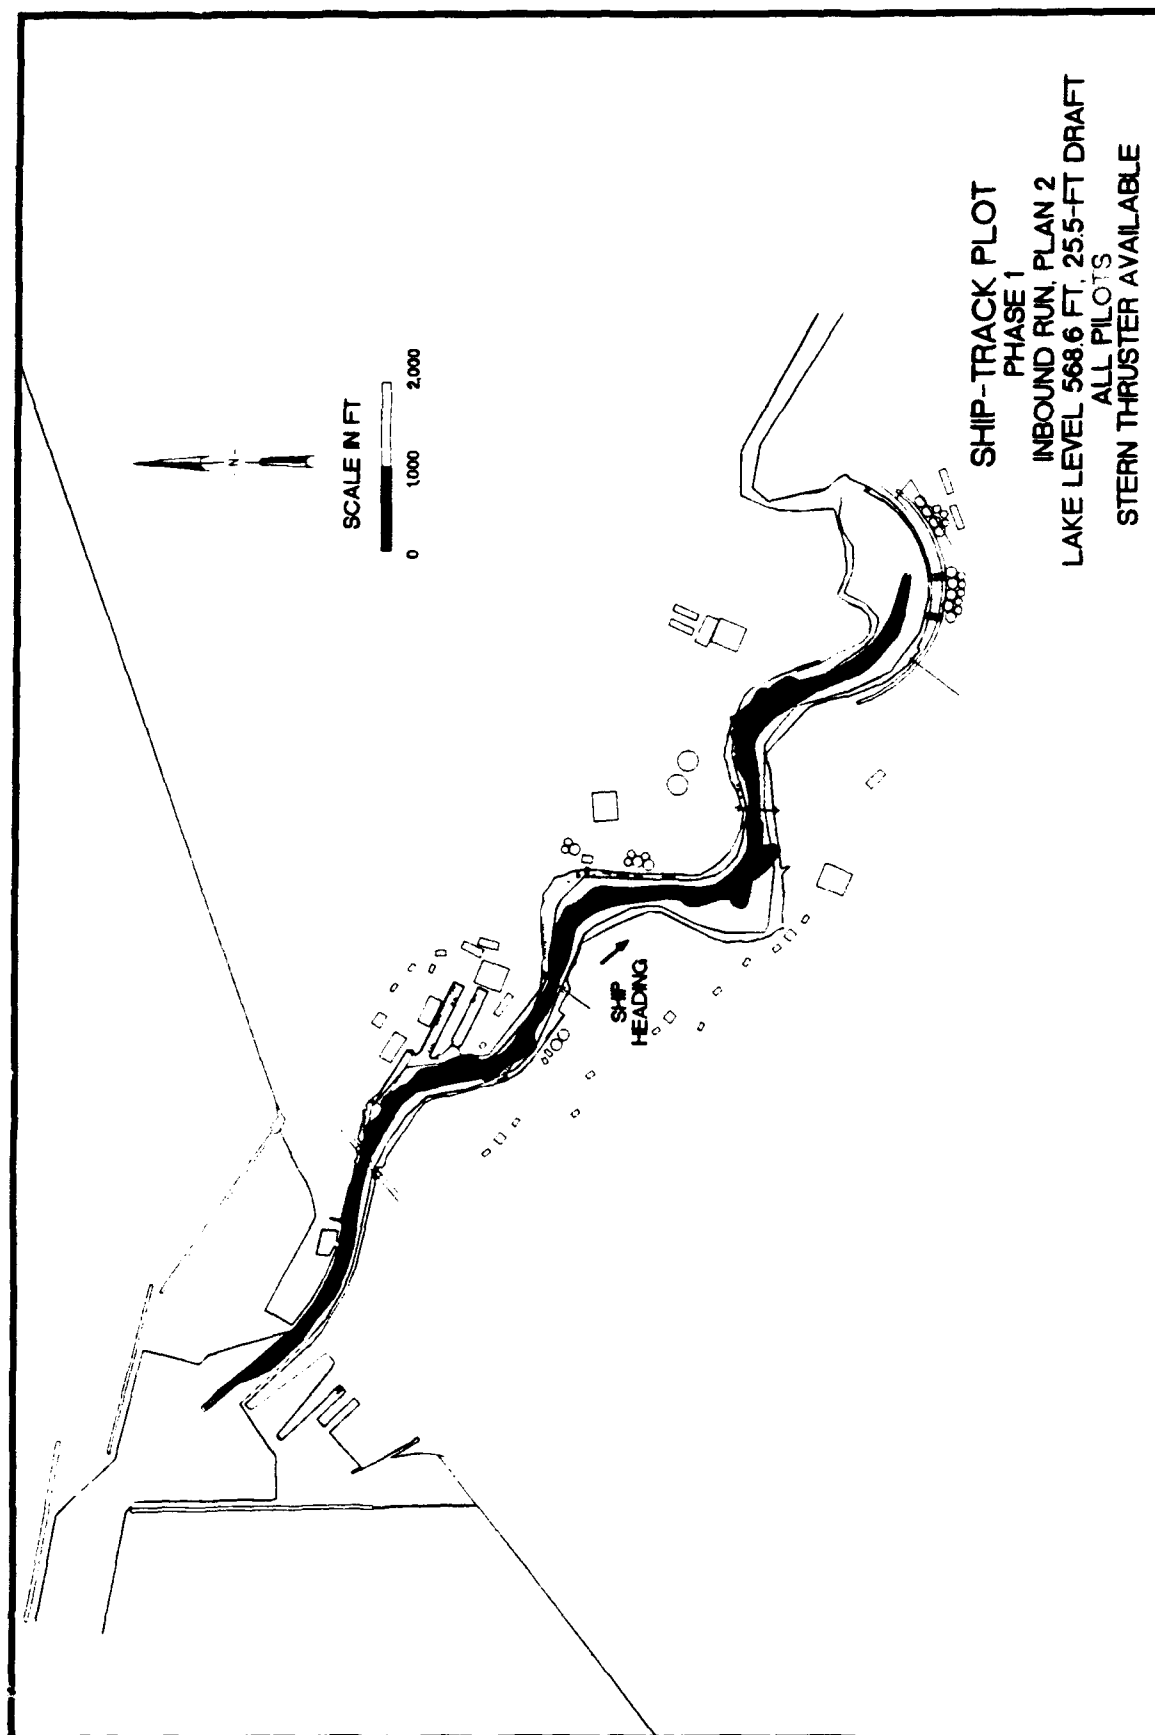 N
SCALE IN FT
0 1000 2,000
SHIP HEADING
SHIP-TRACK PLOT
PHASE 1
INBOUND RUN, PLAN 2
LAKE LEVEL 568.6 FT, 25.5-FT DRAFT
ALL PILOTS
STERN THRUSTER AVAILABLE